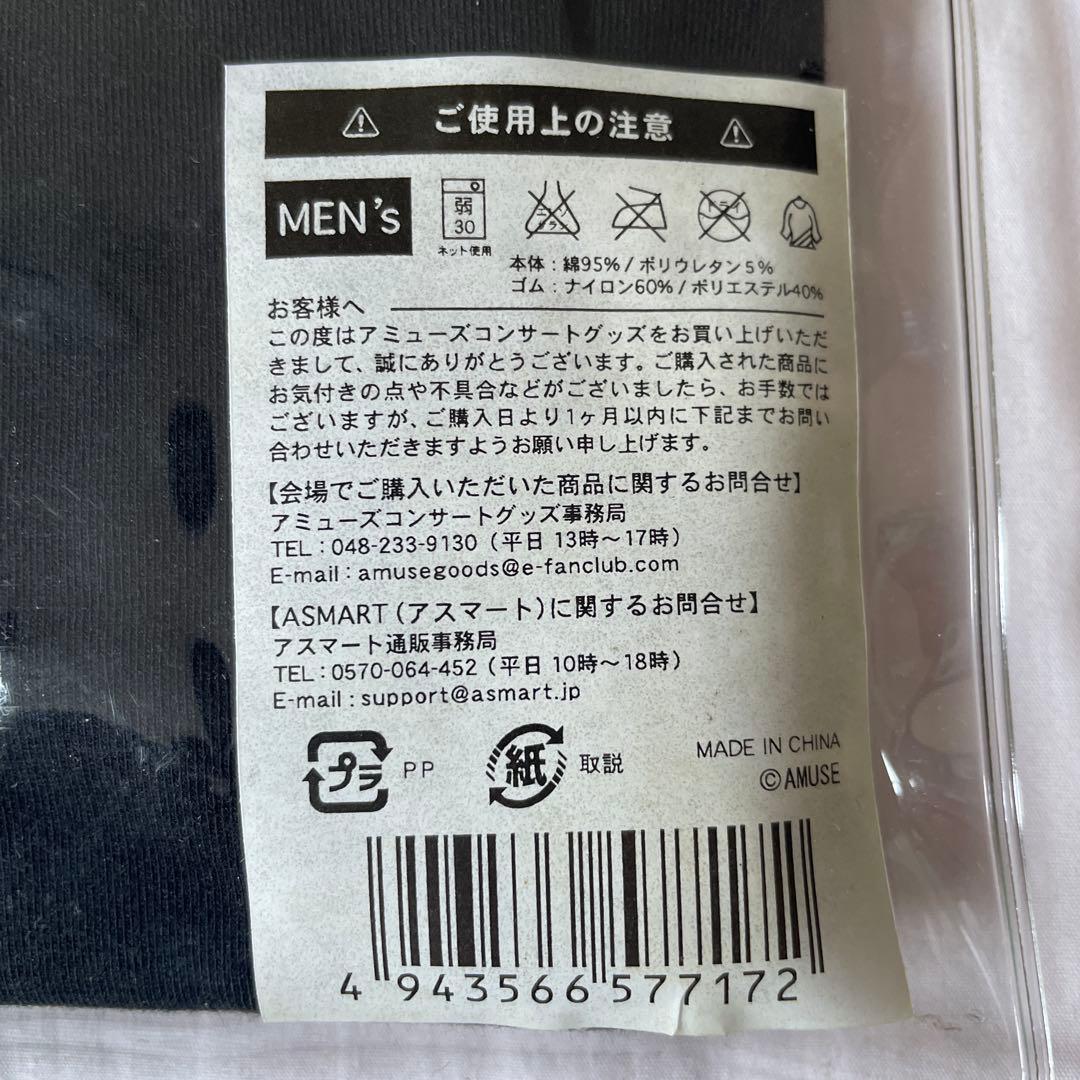 ご使用上の注意
MEN's
弱
30
ネット使用
エンソ
サラシ
ドライ
本体：綿95% / ポリウレタン5%
ゴム：ナイロン60% / ポリエステル40%
お客様へ
この度はアミューズコンサートグッズをお買い上げいただ
きまして、誠にありがとうございます。ご購入された商品に
お気付きの点や不具合などがございましたら、お手数では
ございますが、ご購入日より1ヶ月以内に下記までお問い
合わせいただきますようお願い申し上げます。
【会場でご購入いただいた商品に関するお問合せ】
アミューズコンサートグッズ事務局
TEL：048-233-9130（平日 13時〜17時）
E-mail：amusegoods@e-fanclub.com
【ASMART（アスマート）に関するお問合せ】
アスマート通販事務局
TEL：0570-064-452（平日 10時〜18時）
E-mail：support@asmart.jp
プラ PP
紙 取説
MADE IN CHINA
©AMUSE
4 943566 577172